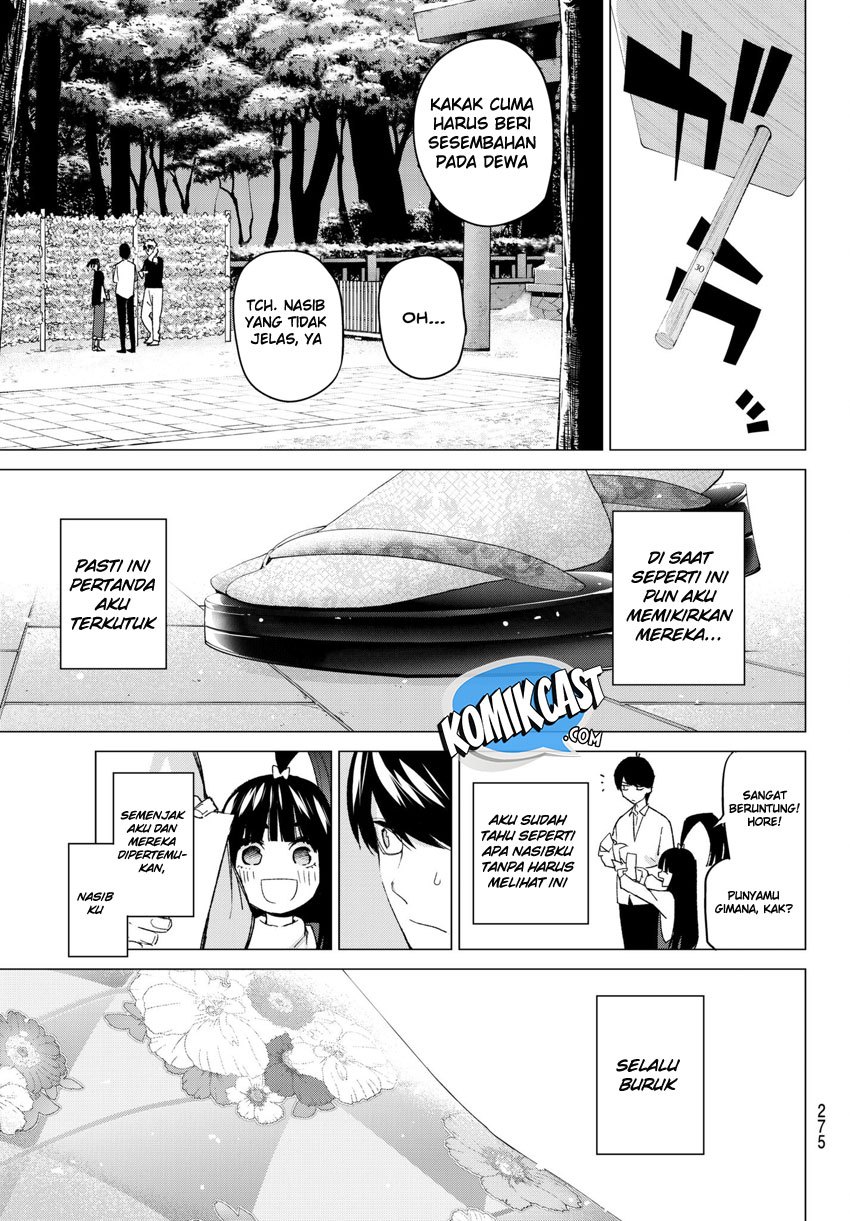 30
KAKAK CUMA
HARUS BERI
SESEMBAHAN
PADA DEWA
OH...
TCH. NASIB
YANG TIDAK
JELAS, YA
DI SAAT
SEPERTI INI
PUN AKU
MEMIKIRKAN
MEREKA...
PASTI INI
PERTANDA
AKU
TERKUTUK
KOMIKCAST
.COM
SANGAT
BERUNTUNG!
HORE!
PUNYAMU
GIMANA, KAK?
AKU SUDAH
TAHU SEPERTI
APA NASIBKU
TANPA HARUS
MELIHAT INI
SEMENJAK
AKU DAN
MEREKA
DIPERTEMU-
KAN,
NASIB
KU
SELALU
BURUK
275